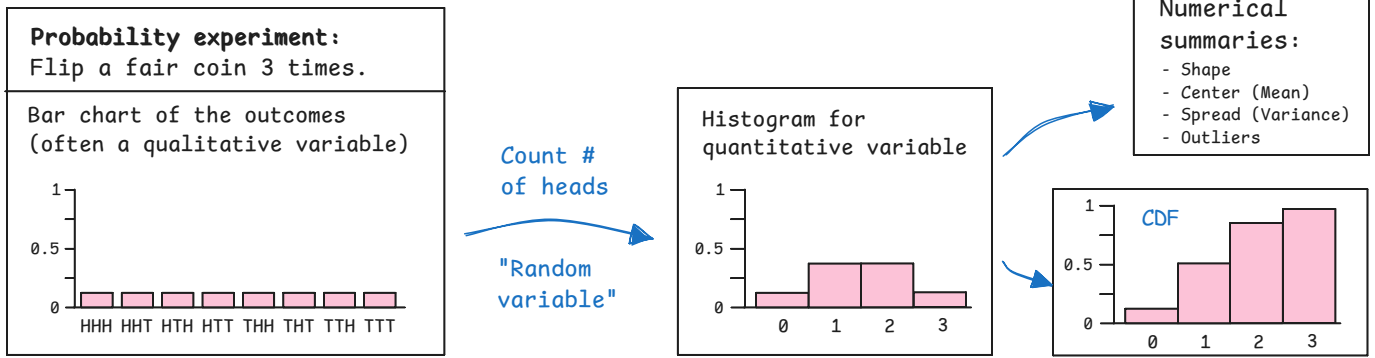 Probability experiment:
Flip a fair coin 3 times.
Bar chart of the outcomes
(often a qualitative variable)
1
0.5
0
HHH HHT HTH HTT THH THT TTH TTT
Count #
of heads
"Random
variable"
Histogram for
quantitative variable
1
0.5
0
0 1 2 3
Numerical
summaries:
- Shape
- Center (Mean)
- Spread (Variance)
- Outliers
CDF
1
0.5
0
0 1 2 3